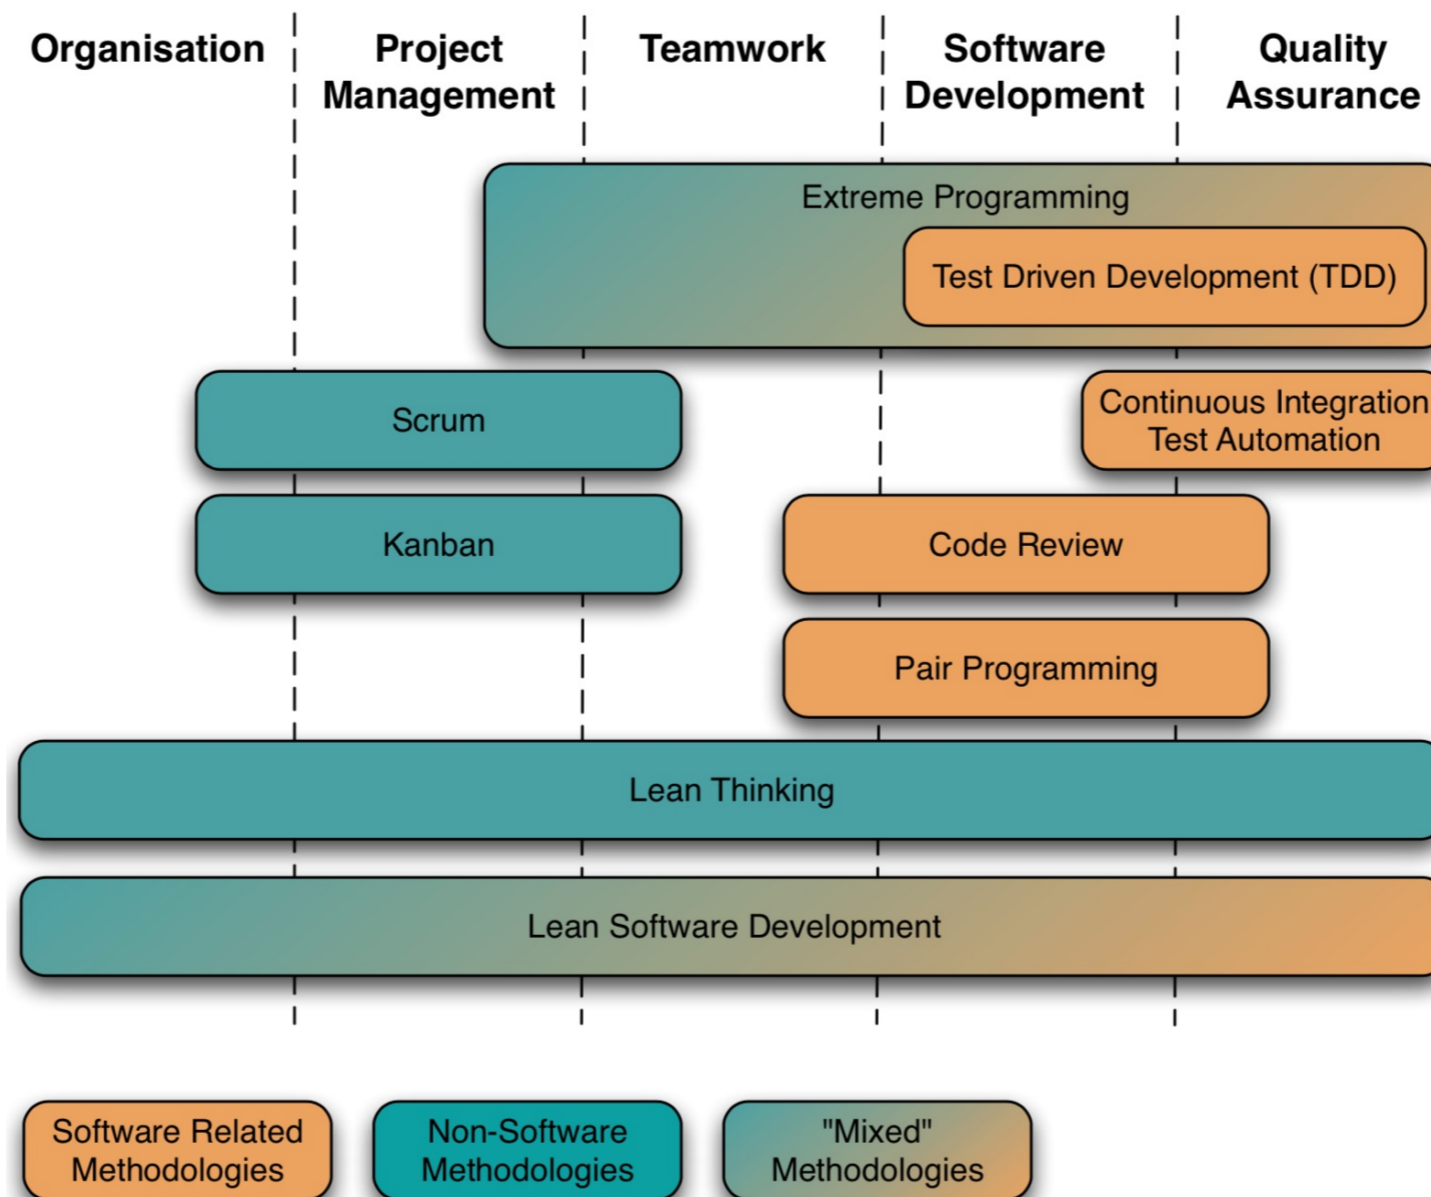 Organisation
Project
Management
Teamwork
Software
Development
Quality
Assurance
Extreme Programming
Test Driven Development (TDD)
Scrum
Continuous Integration
Test Automation
Kanban
Code Review
Pair Programming
Lean Thinking
Lean Software Development
Software Related
Methodologies
Non-Software
Methodologies
"Mixed"
Methodologies